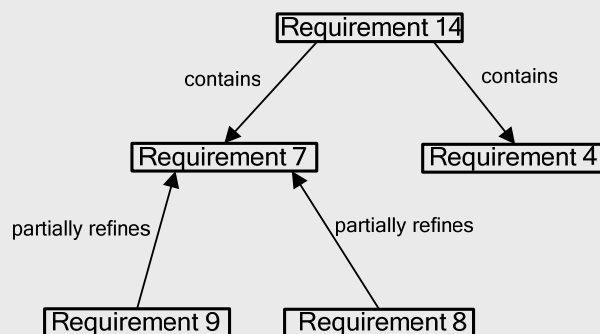 Requirement 14
contains
contains
Requirement 7
Requirement 4
partially refines
partially refines
Requirement 9
Requirement 8